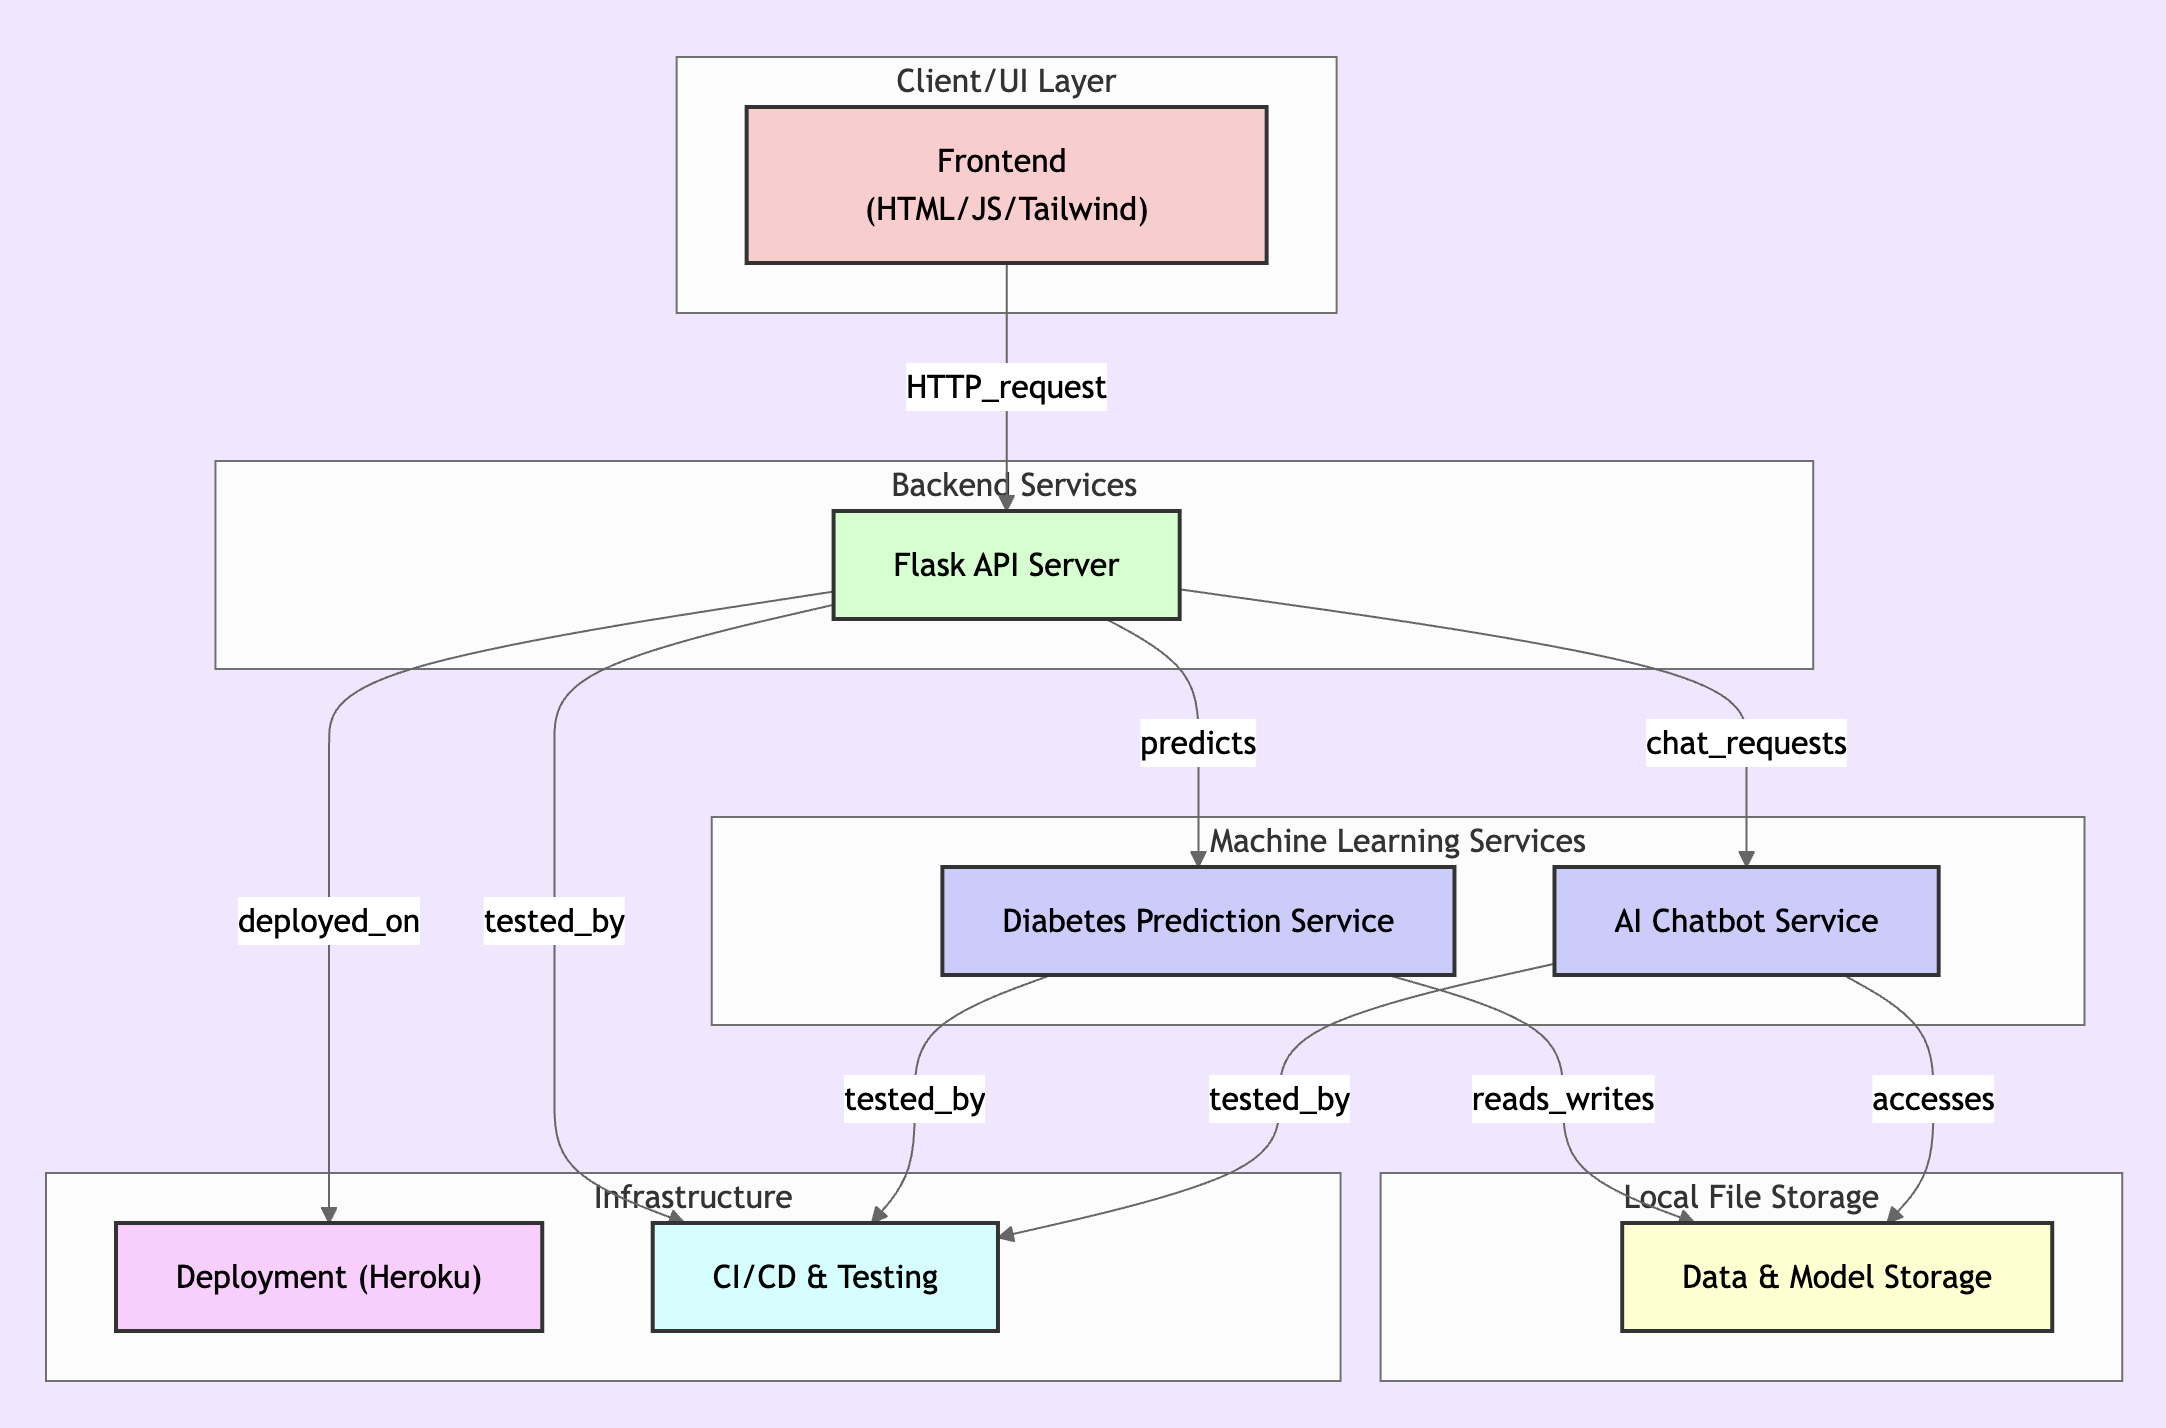 Client/UI Layer
Frontend
(HTML/JS/Tailwind)
HTTP_request
Backend Services
Flask API Server
predicts
chat_requests
Machine Learning Services
deployed_on
tested_by
Diabetes Prediction Service
AI Chatbot Service
tested_by
tested_by
reads_writes
accesses
Infrastructure
Local File Storage
Deployment (Heroku)
CI/CD & Testing
Data & Model Storage